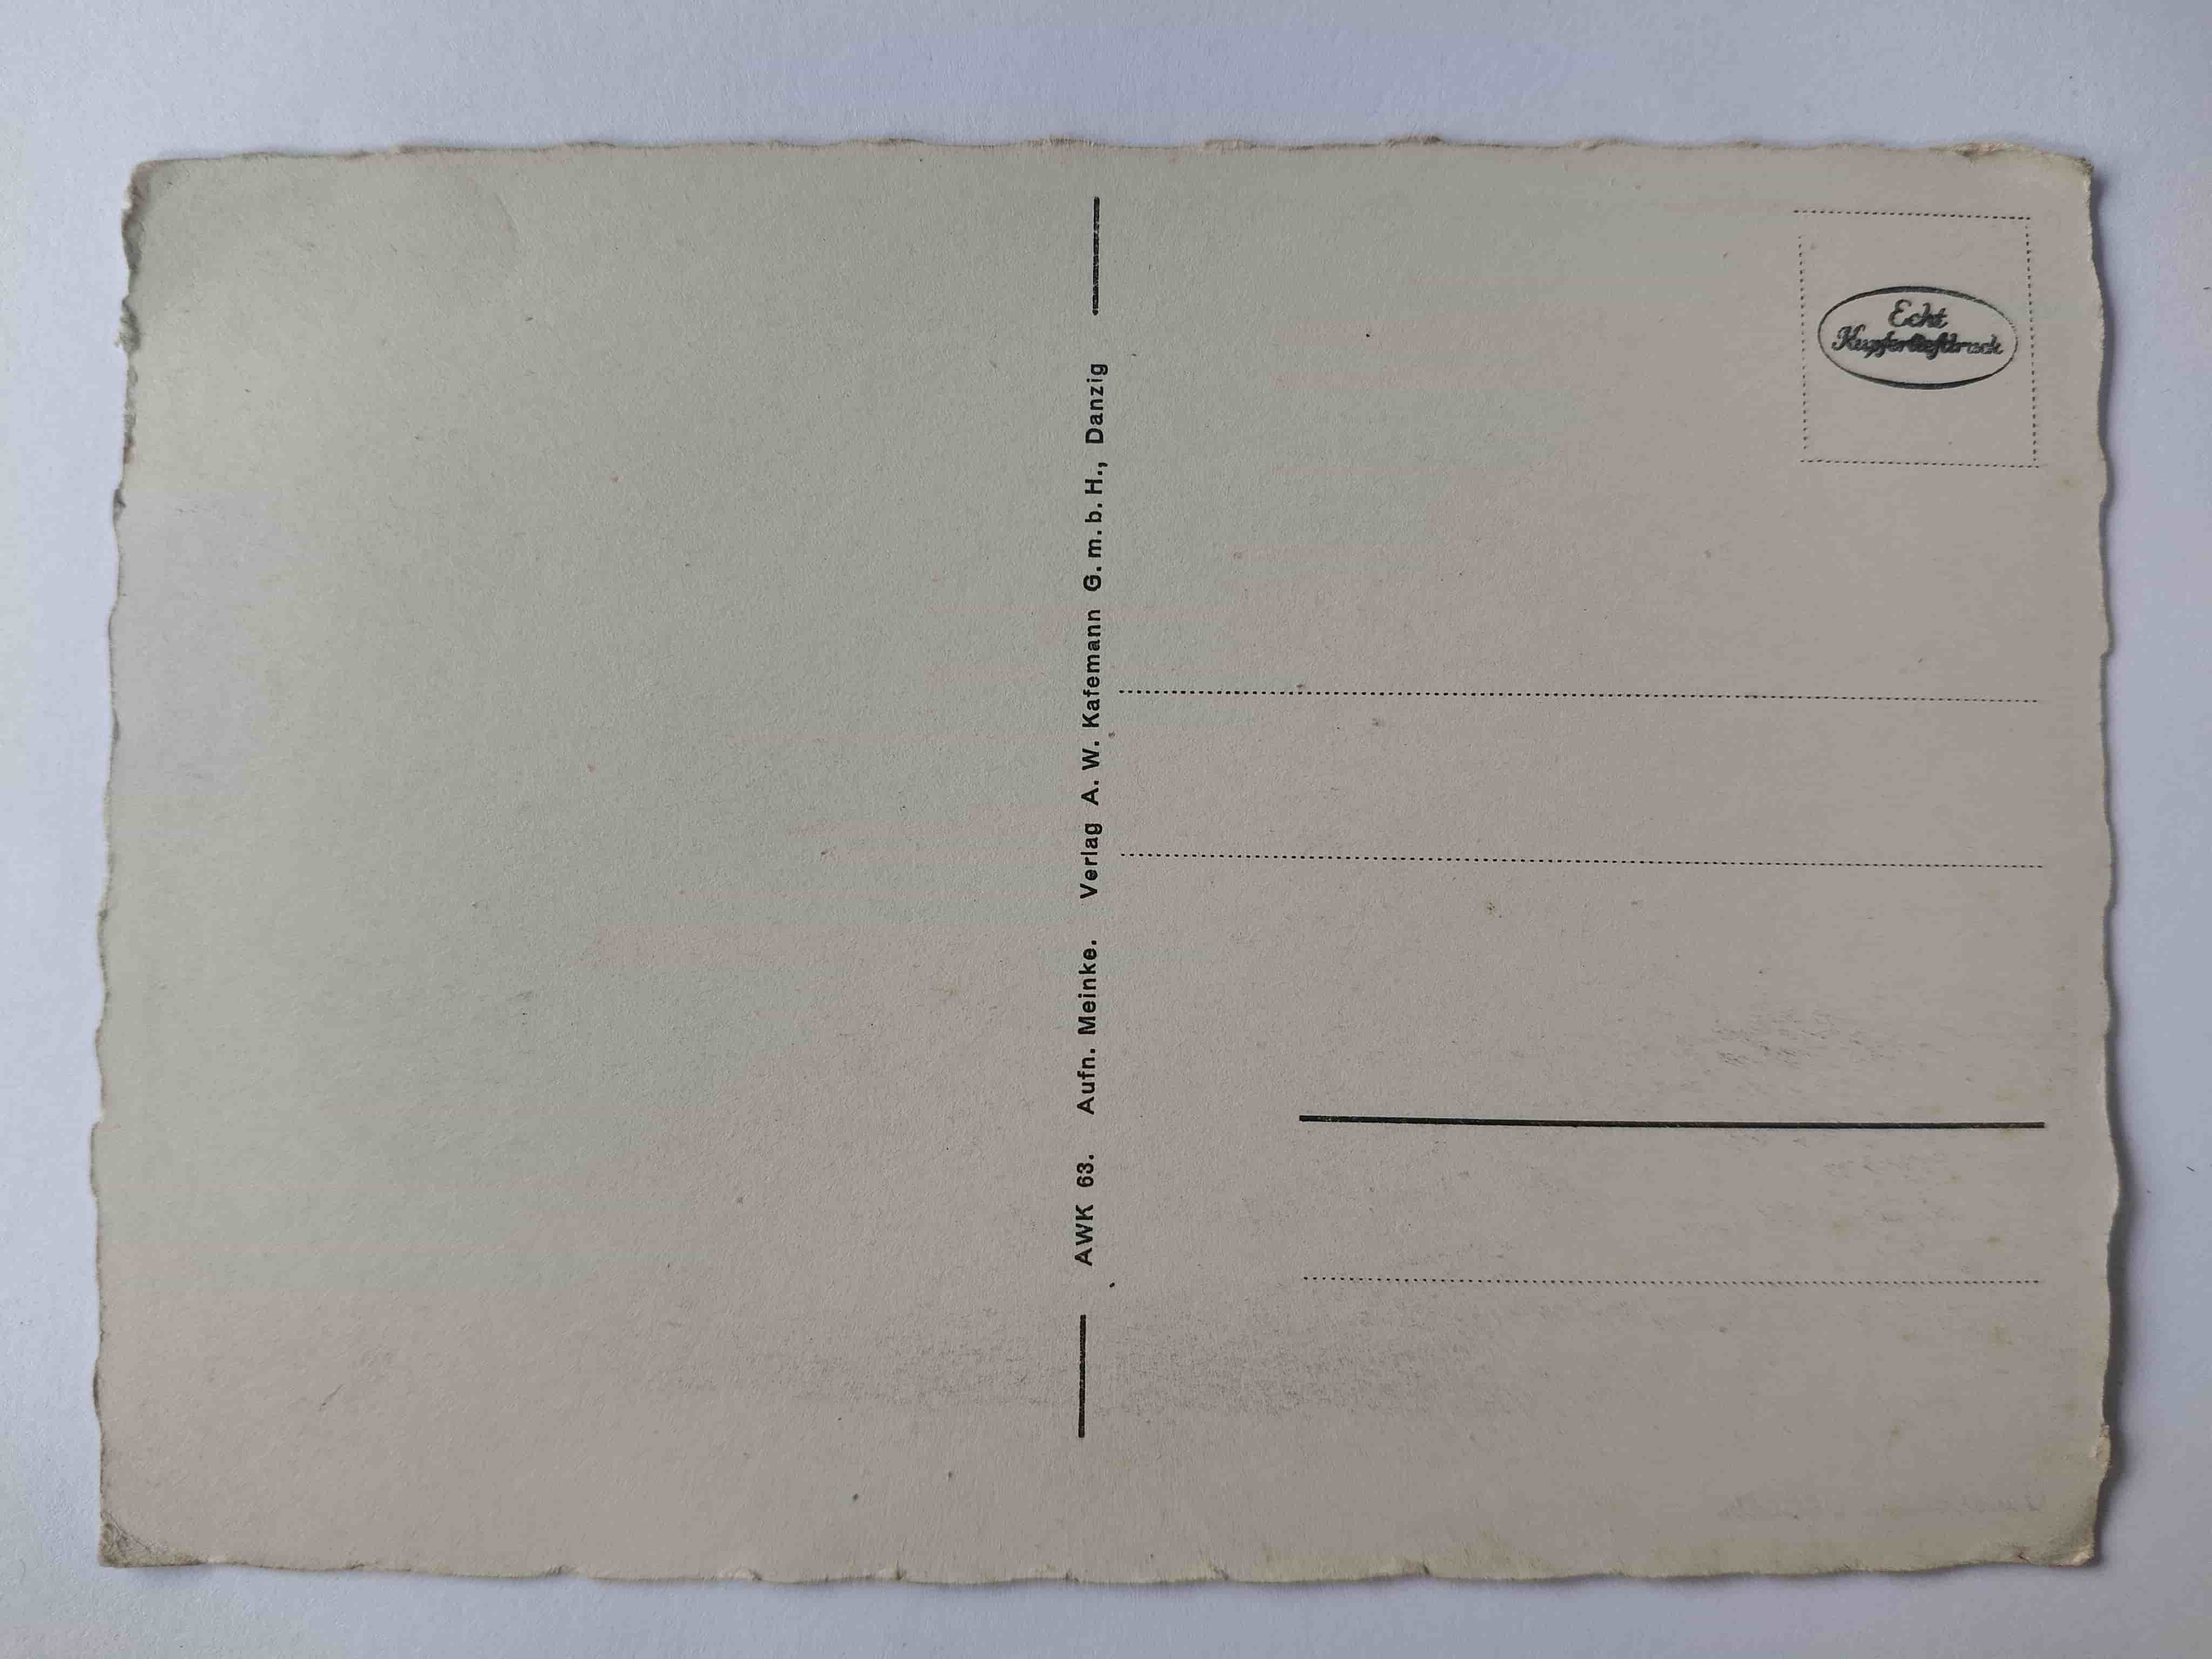 AWK 63. Aufn. Meinke. Verlag A. W. Kafemann G. m. b. H., Danzig
Echt
Kupfertiefdruck